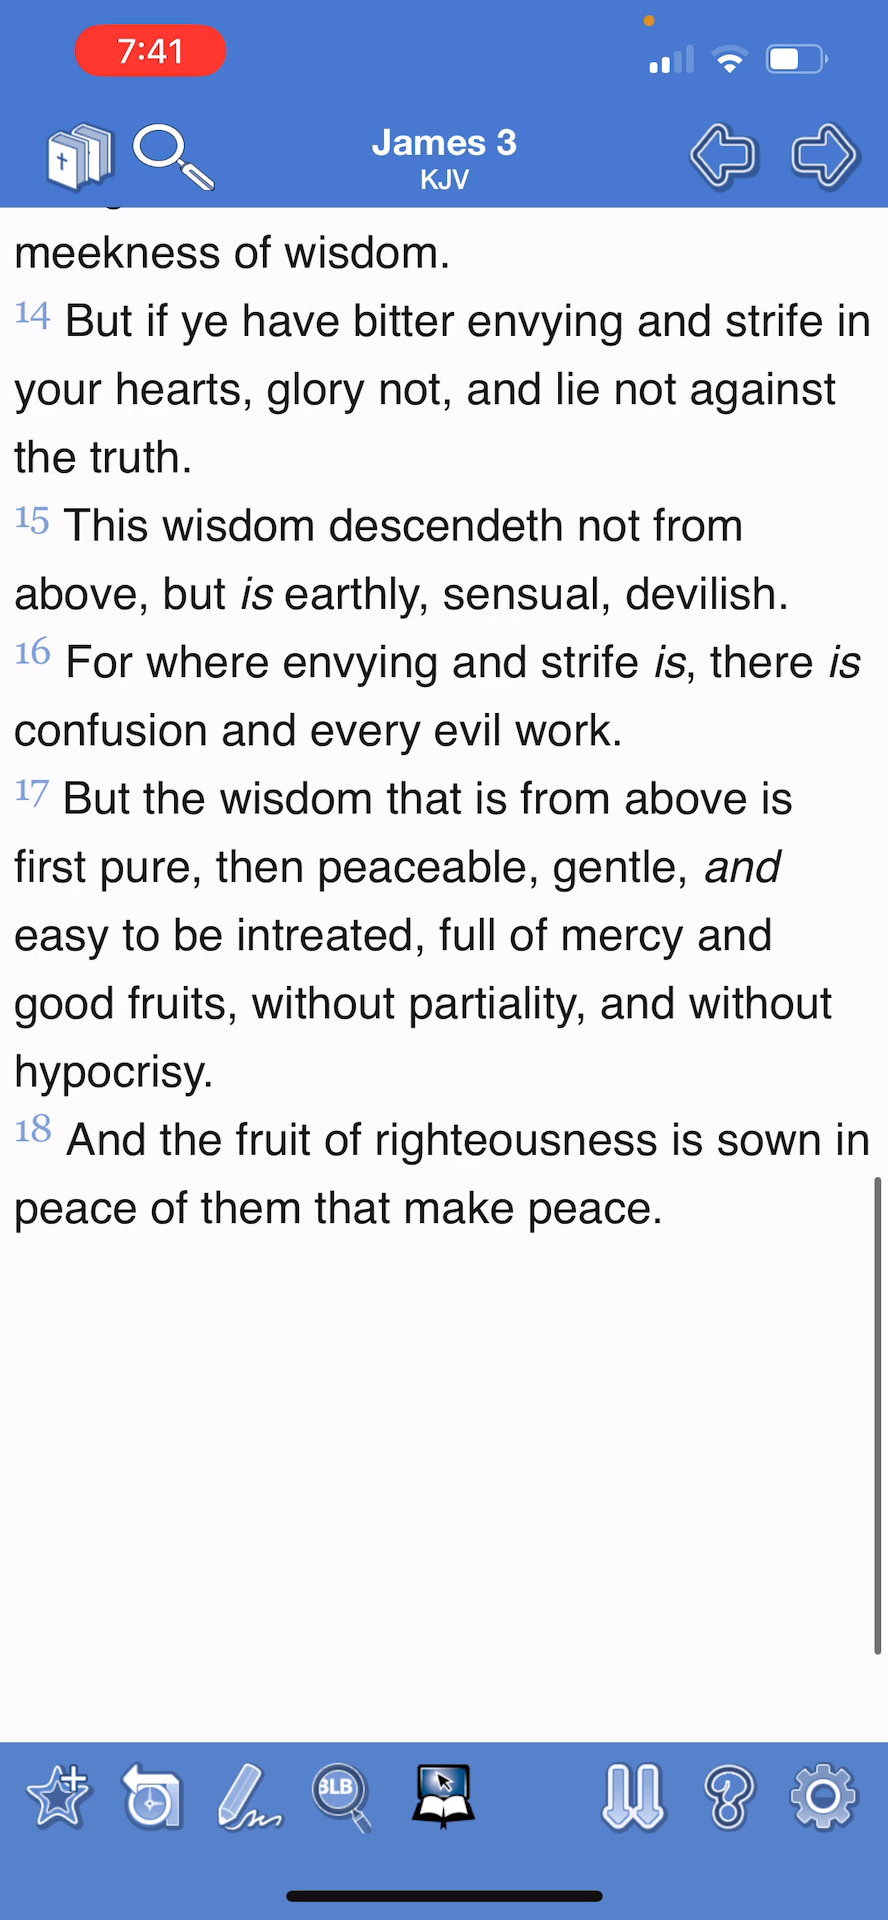 7:41
James 3
KJV
meekness of wisdom.
14 But if ye have bitter envying and strife in
your hearts, glory not, and lie not against
the truth.
15 This wisdom descendeth not from
above, but is earthly, sensual, devilish.
16 For where envying and strife is, there is
confusion and every evil work.
17 But the wisdom that is from above is
first pure, then peaceable, gentle, and
easy to be intreated, full of mercy and
good fruits, without partiality, and without
hypocrisy.
18 And the fruit of righteousness is sown in
peace of them that make peace.
BLB